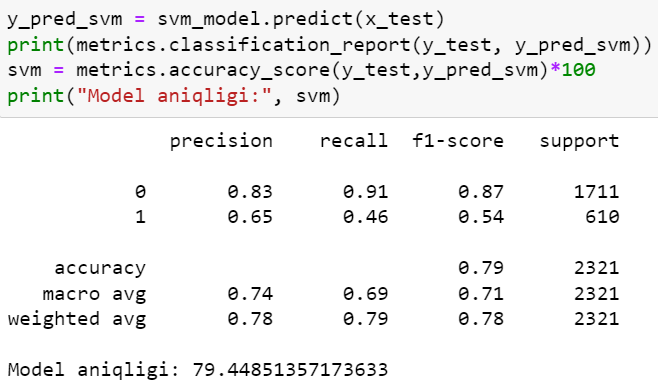 y_pred_svm = svm_model.predict(x_test)
print(metrics.classification_report(y_test, y_pred_svm))
svm = metrics.accuracy_score(y_test,y_pred_svm)*100
print("Model aniqligi:", svm)
precision recall f1-score support
0 0.83 0.91 0.87 1711
1 0.65 0.46 0.54 610
accuracy 0.79 2321
macro avg 0.74 0.69 0.71 2321
weighted avg 0.78 0.79 0.78 2321
Model aniqligi: 79.44851357173633